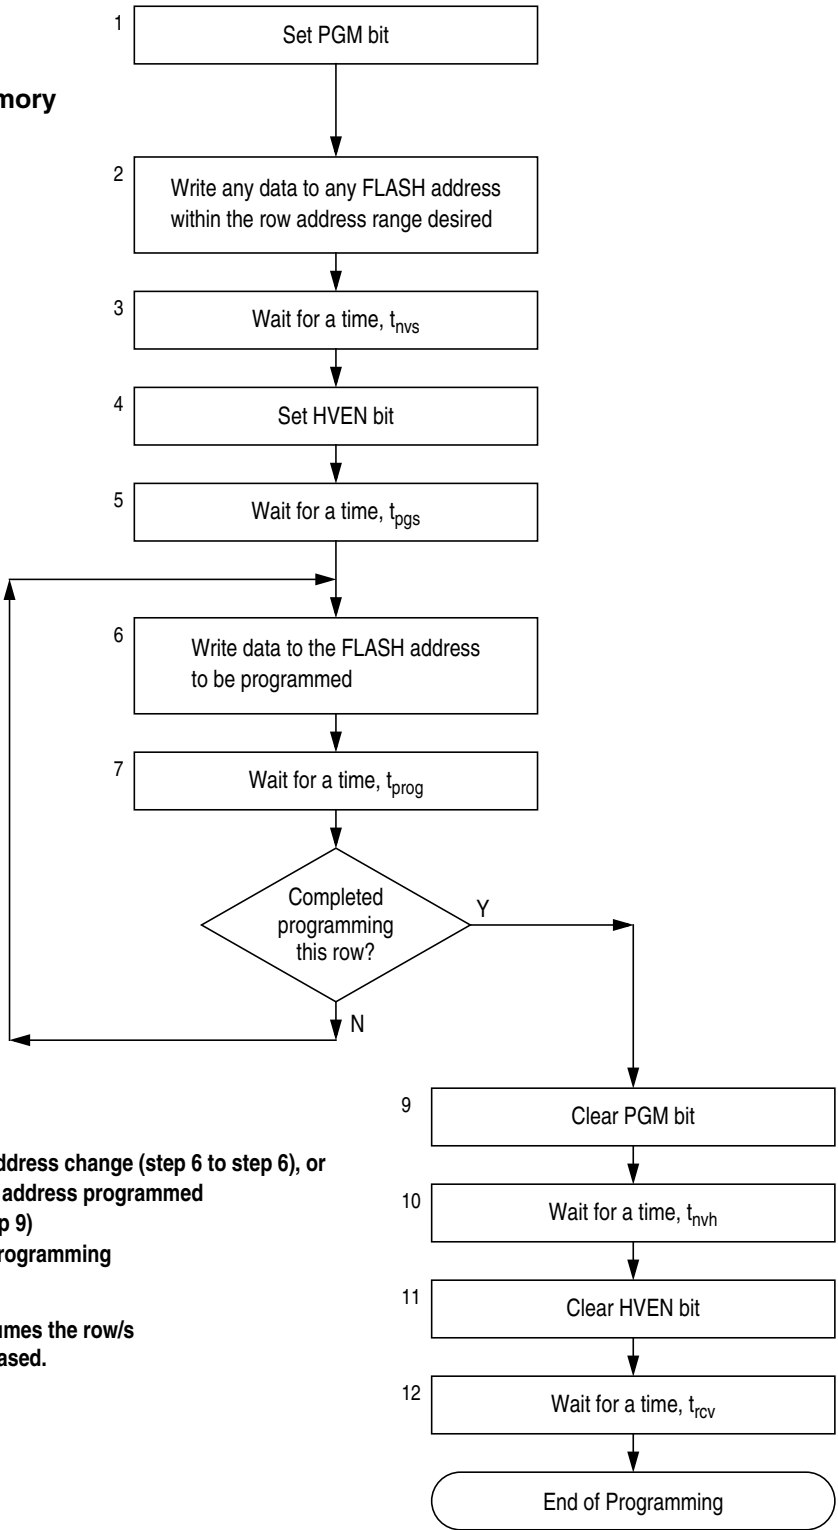 1
Set PGM bit
mory
2
Write any data to any FLASH address
within the row address range desired
3
Wait for a time, tnvs
4
Set HVEN bit
5
Wait for a time, tpgs
6
Write data to the FLASH address
to be programmed
7
Wait for a time, tprog
Completed
programming
this row?
Y
N
9
Clear PGM bit
ddress change (step 6 to step 6), or
address programmed
p 9)
rogramming
10
Wait for a time, tnvh
11
Clear HVEN bit
umes the row/s
ased.
12
Wait for a time, trcv
End of Programming